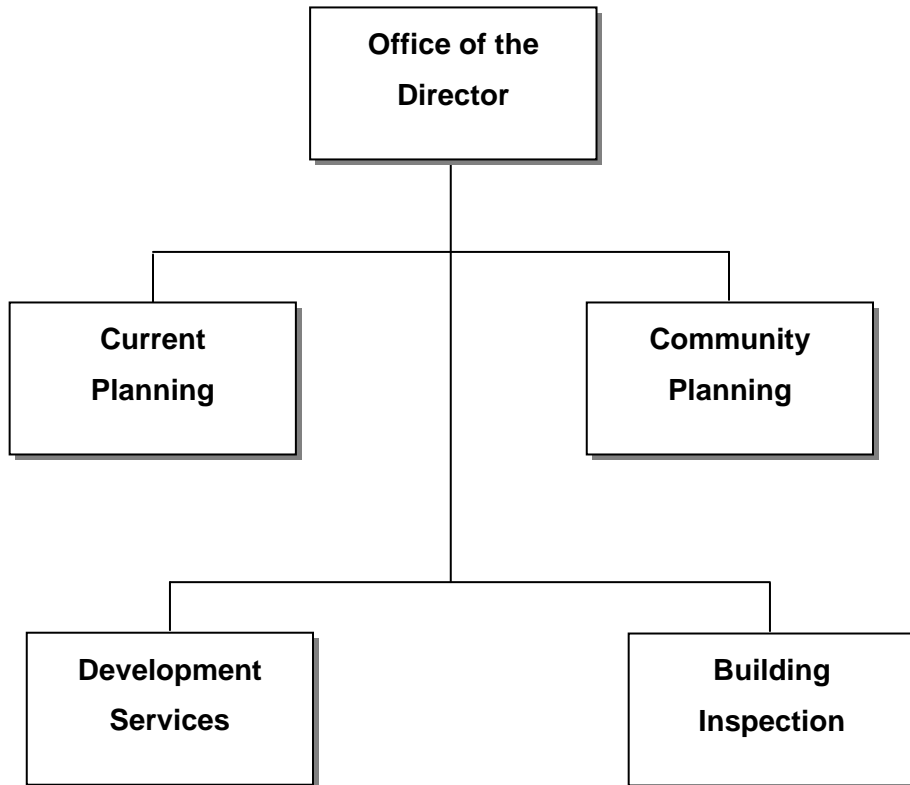 Office of the
Director
Current
Planning
Community
Planning
Development
Services
Building
Inspection